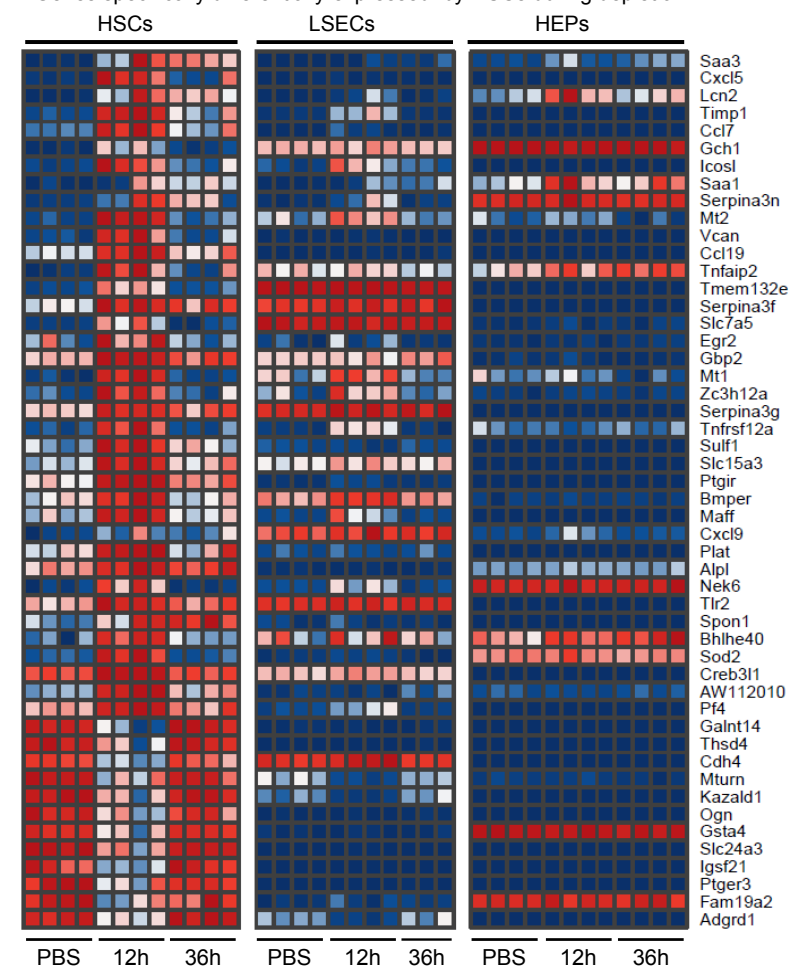 HSCs LSECs HEPs
Saa3
Cxcl5
Lcn2
Timp1
Ccl7
Gch1
Icosl
Saa1
Serpina3n
Mt2
Vcan
Ccl19
Tnfaip2
Tmem132e
Serpina3f
Slc7a5
Egr2
Gbp2
Mt1
Zc3h12a
Serpina3g
Tnfrsf12a
Sulf1
Slc15a3
Ptgir
Bmper
Maff
Cxcl9
Plat
Alpl
Nek6
Tlr2
Spon1
Bhlhe40
Sod2
Creb3l1
AW112010
Pf4
Galnt14
Thsd4
Cdh4
Mturn
Kazald1
Ogn
Gsta4
Slc24a3
Igsf21
Ptger3
Fam19a2
Adgrd1
PBS 12h 36h PBS 12h 36h PBS 12h 36h